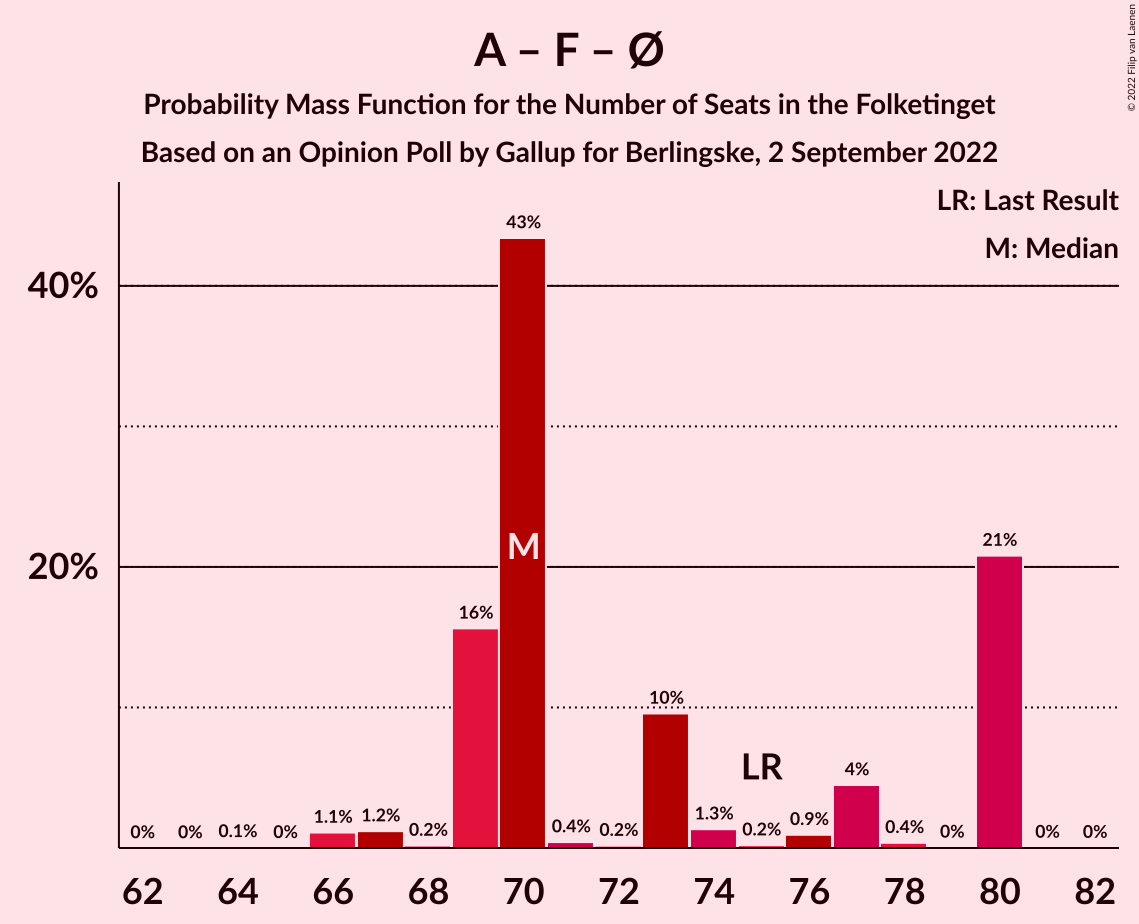 A – F – Ø
Probability Mass Function for the Number of Seats in the Folketinget
Based on an Opinion Poll by Gallup for Berlingske, 2 September 2022
© 2022 Filip van Laenen
LR: Last Result
M: Median
40%
20%
0%
0%
0.1%
0%
1.1%
1.2%
0.2%
16%
43%
M
0.4%
0.2%
10%
1.3%
LR
0.2%
0.9%
4%
0.4%
0%
21%
0%
0%
62 64 66 68 70 72 74 76 78 80 82